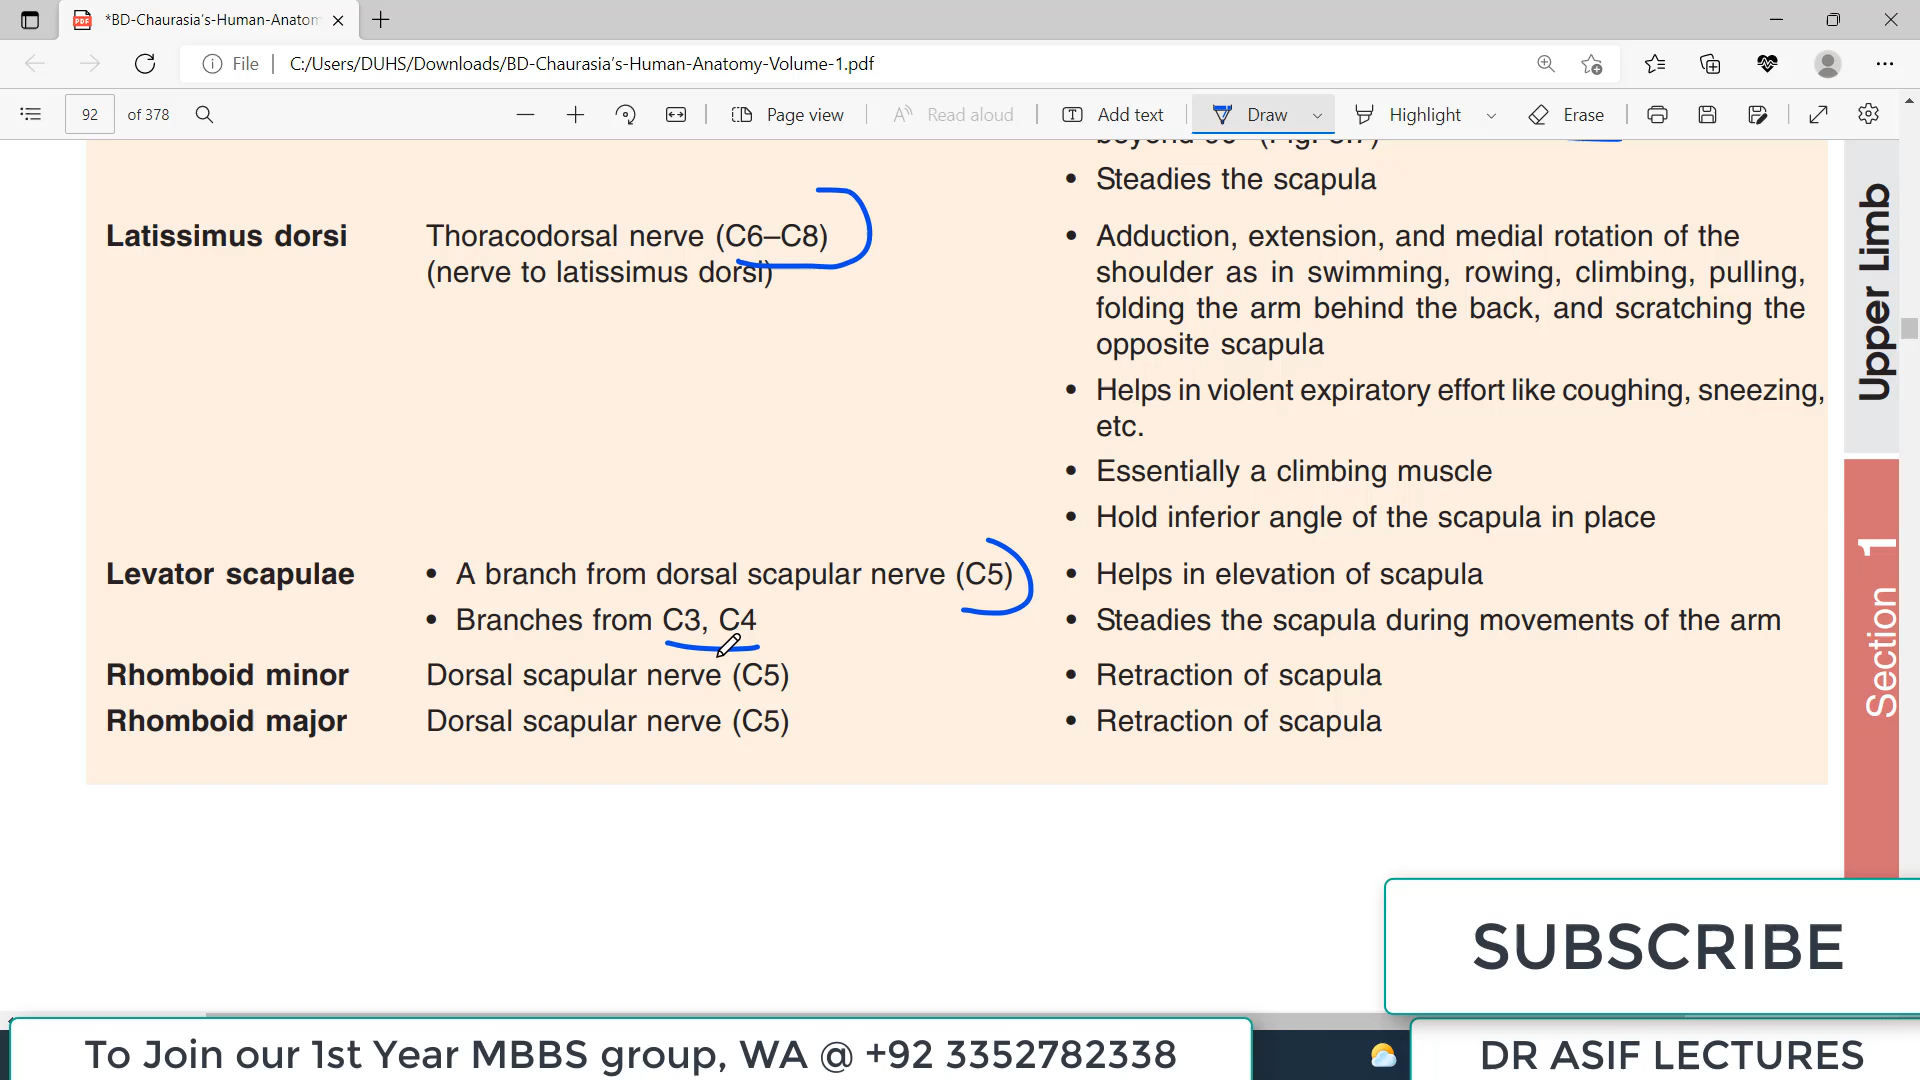 *BD-Chaurasia's-Human-Anatom
File
C:/Users/DUHS/Downloads/BD-Chaurasia's-Human-Anatomy-Volume-1.pdf
92 of 378
Page view
Read aloud
Add text
Draw
Highlight
Erase
• Steadies the scapula
Latissimus dorsi
Thoracodorsal nerve (C6–C8)
(nerve to latissimus dorsi)
• Adduction, extension, and medial rotation of the
shoulder as in swimming, rowing, climbing, pulling,
folding the arm behind the back, and scratching the
opposite scapula
• Helps in violent expiratory effort like coughing, sneezing,
etc.
• Essentially a climbing muscle
• Hold inferior angle of the scapula in place
Levator scapulae
• A branch from dorsal scapular nerve (C5)
• Branches from C3, C4
• Helps in elevation of scapula
• Steadies the scapula during movements of the arm
Rhomboid minor
Dorsal scapular nerve (C5)
• Retraction of scapula
Rhomboid major
Dorsal scapular nerve (C5)
• Retraction of scapula
Upper Limb
Section 1
SUBSCRIBE
To Join our 1st Year MBBS group, WA @ +92 3352782338
DR ASIF LECTURES